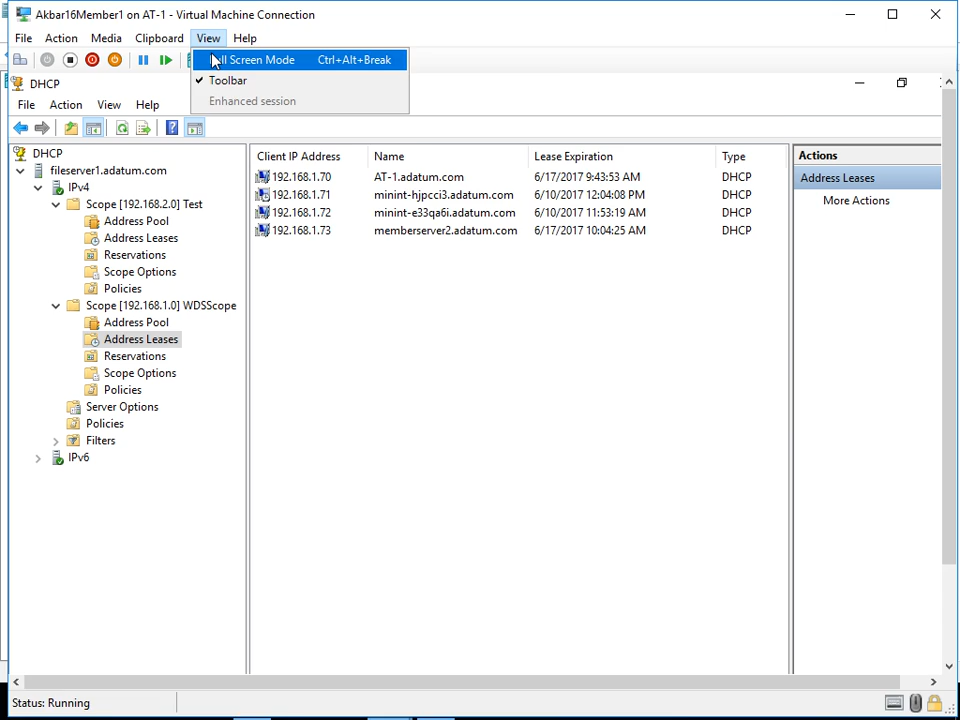 Akbar16Member1 on AT-1 - Virtual Machine Connection
File Action Media Clipboard View Help
Full Screen Mode Ctrl+Alt+Break
Toolbar
Enhanced session
DHCP
File Action View Help
DHCP
fileserver1.adatum.com
IPv4
Scope [192.168.2.0] Test
Address Pool
Address Leases
Reservations
Scope Options
Policies
Scope [192.168.1.0] WDSScope
Address Pool
Address Leases
Reservations
Scope Options
Policies
Server Options
Policies
Filters
IPv6
Client IP Address Name Lease Expiration Type
192.168.1.70 AT-1.adatum.com 6/17/2017 9:43:53 AM DHCP
192.168.1.71 minint-hjpcci3.adatum.com 6/10/2017 12:04:08 PM DHCP
192.168.1.72 minint-e33qa6i.adatum.com 6/10/2017 11:53:19 AM DHCP
192.168.1.73 memberserver2.adatum.com 6/17/2017 10:04:25 AM DHCP
Actions
Address Leases
More Actions
Status: Running